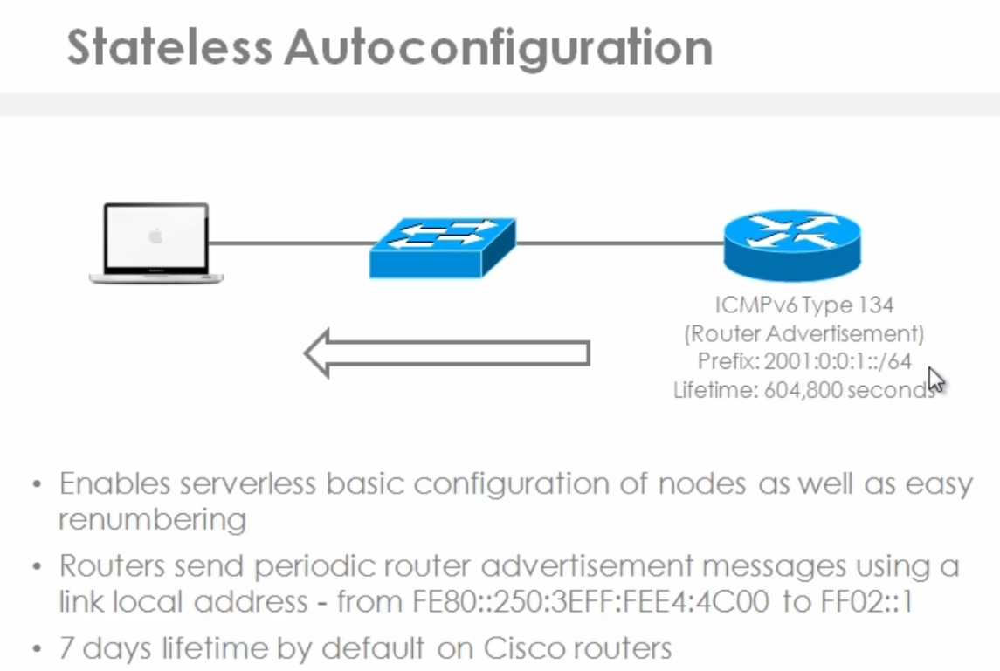 Stateless Autoconfiguration
ICMPv6 Type 134
(Router Advertisement)
Prefix: 2001:0:0:1::/64
Lifetime: 604,800 seconds
• Enables serverless basic configuration of nodes as well as easy
renumbering
• Routers send periodic router advertisement messages using a
link local address - from FE80::250:3EFF:FEE4:4C00 to FF02::1
• 7 days lifetime by default on Cisco routers